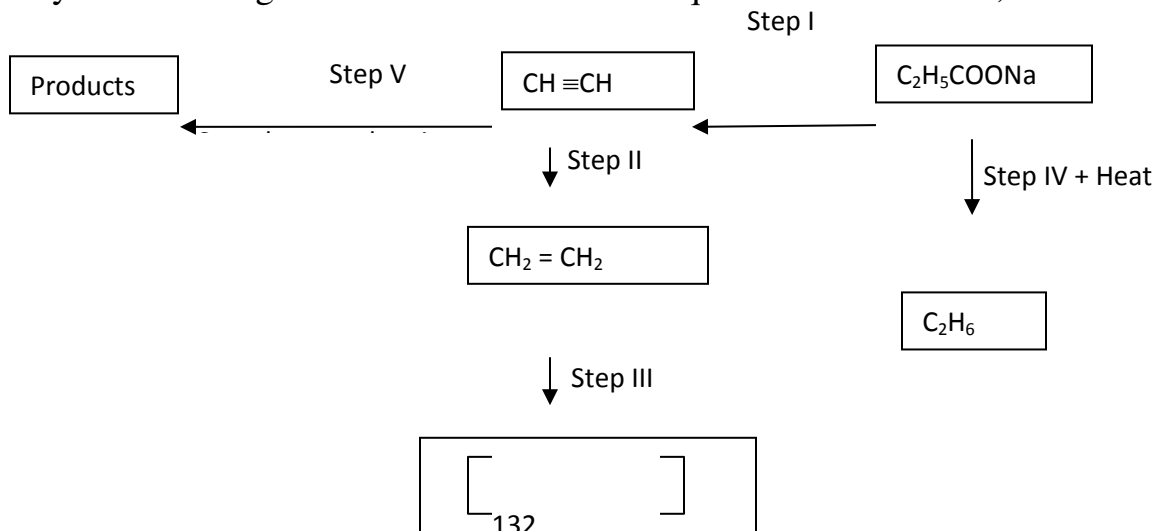 Step I
Products
Step V
CH ≡CH
C₂H₅COONa
Step II
Step IV + Heat
CH₂ = CH₂
C₂H₆
Step III
132